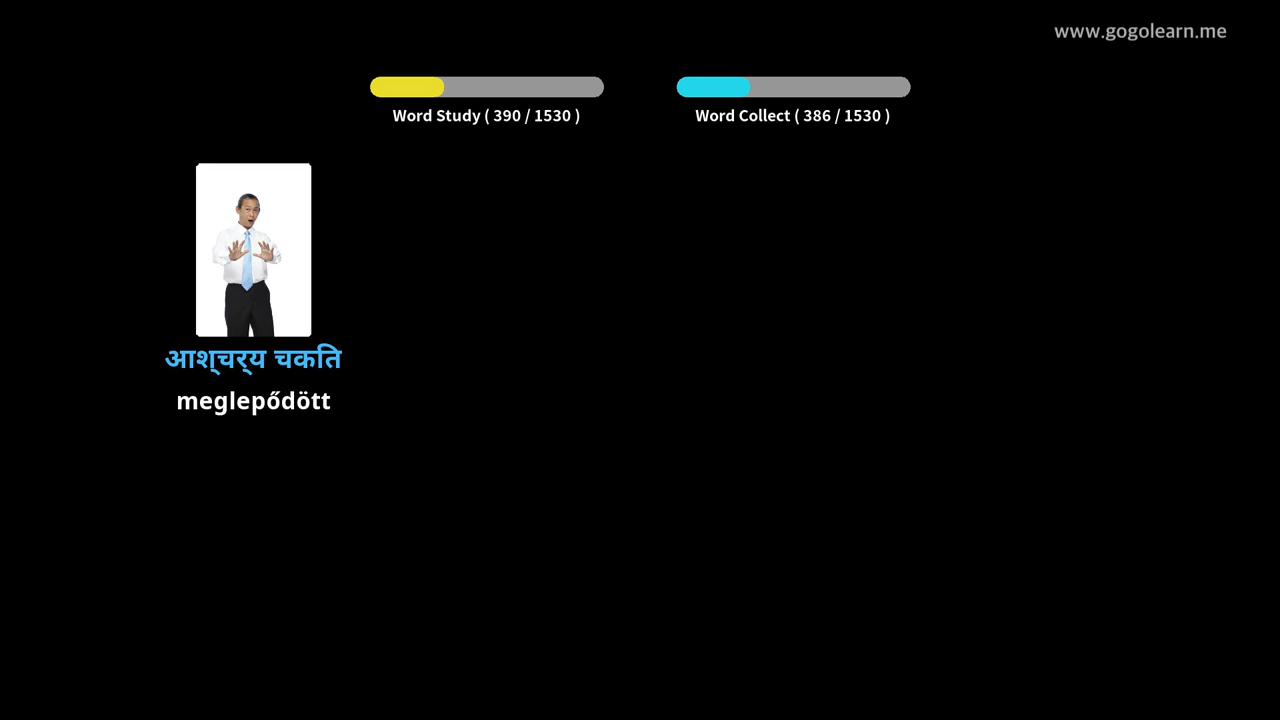 www.gogolearn.me
Word Study ( 390 / 1530 )
Word Collect ( 386 / 1530 )
आश्चर्य चकति
meglepődött